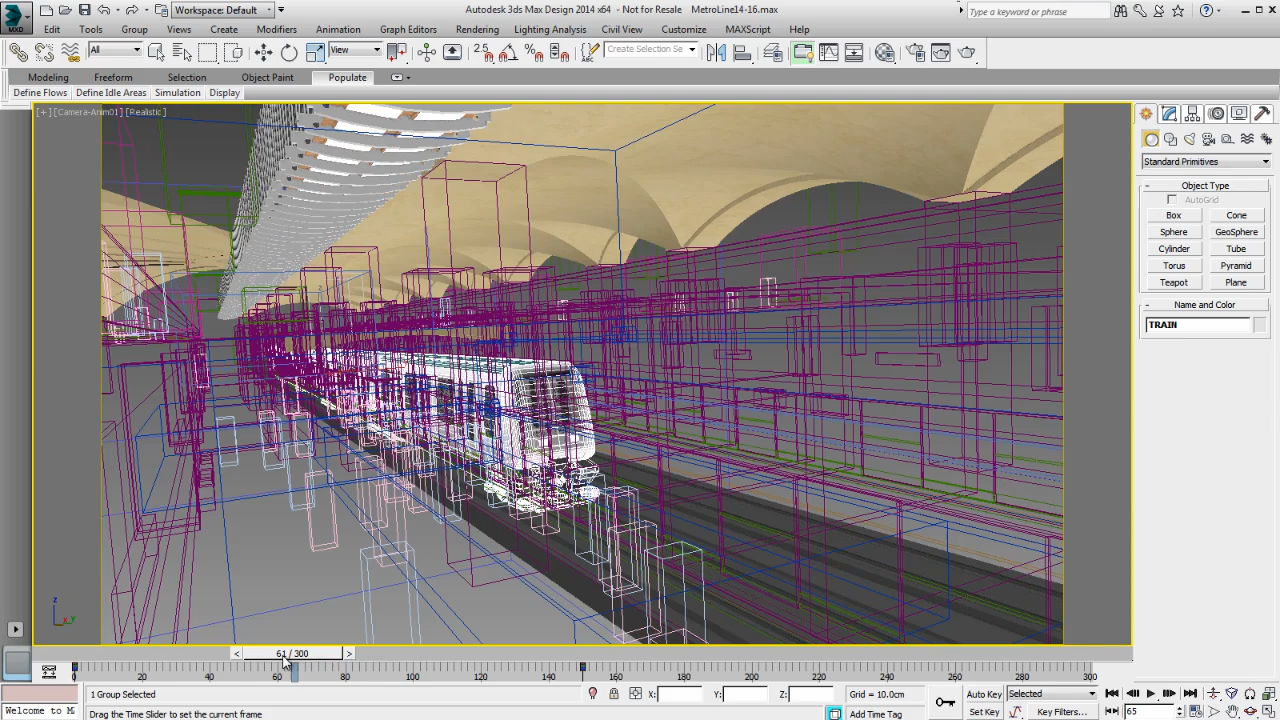 MXD Workspace: Default Autodesk 3ds Max Design 2014 x64 - Not for Resale MetroLine14-16.max Type a keyword or phrase
Edit Tools Group Views Create Modifiers Animation Graph Editors Rendering Lighting Analysis Civil View Customize MAXScript Help
All View 2.5 % ABC Create Selection Se
Modeling Freeform Selection Object Paint Populate
Define Flows Define Idle Areas Simulation Display
[+] [Camera-Anim01] [Realistic]
Standard Primitives
- Object Type
AutoGrid
Box Cone
Sphere GeoSphere
Cylinder Tube
Torus Pyramid
Teapot Plane
- Name and Color
TRAIN
z
x y
< 61 / 300 >
0 20 40 60 80 100 120 150 180 200 220 240 260 280 300
1 Group Selected X: Y: Z: Grid = 10.0cm Auto Key Selected
Welcome to M Drag the Time Slider to set the current frame Add Time Tag Set Key Key Filters... 65